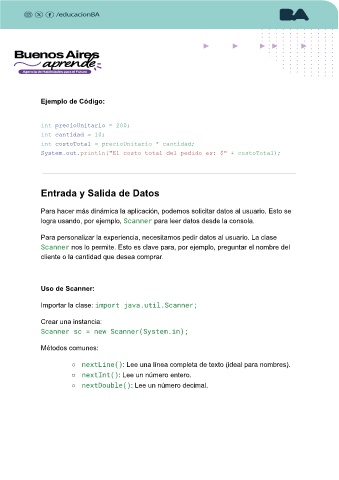 /educacionBA
BA
Buenos Aires
aprende
Agencia de Habilidades para el Futuro
Ejemplo de Código:
int precioUnitario = 200;
int cantidad = 10;
int costoTotal = precioUnitario * cantidad;
System.out.println("El costo total del pedido es: $" + costoTotal);
Entrada y Salida de Datos
Para hacer más dinámica la aplicación, podemos solicitar datos al usuario. Esto se
logra usando, por ejemplo, Scanner para leer datos desde la consola.
Para personalizar la experiencia, necesitamos pedir datos al usuario. La clase
Scanner nos lo permite. Esto es clave para, por ejemplo, preguntar el nombre del
cliente o la cantidad que desea comprar.
Uso de Scanner:
Importar la clase: import java.util.Scanner;
Crear una instancia:
Scanner sc = new Scanner(System.in);
Métodos comunes:
○ nextLine(): Lee una línea completa de texto (ideal para nombres).
○ nextInt(): Lee un número entero.
○ nextDouble(): Lee un número decimal.